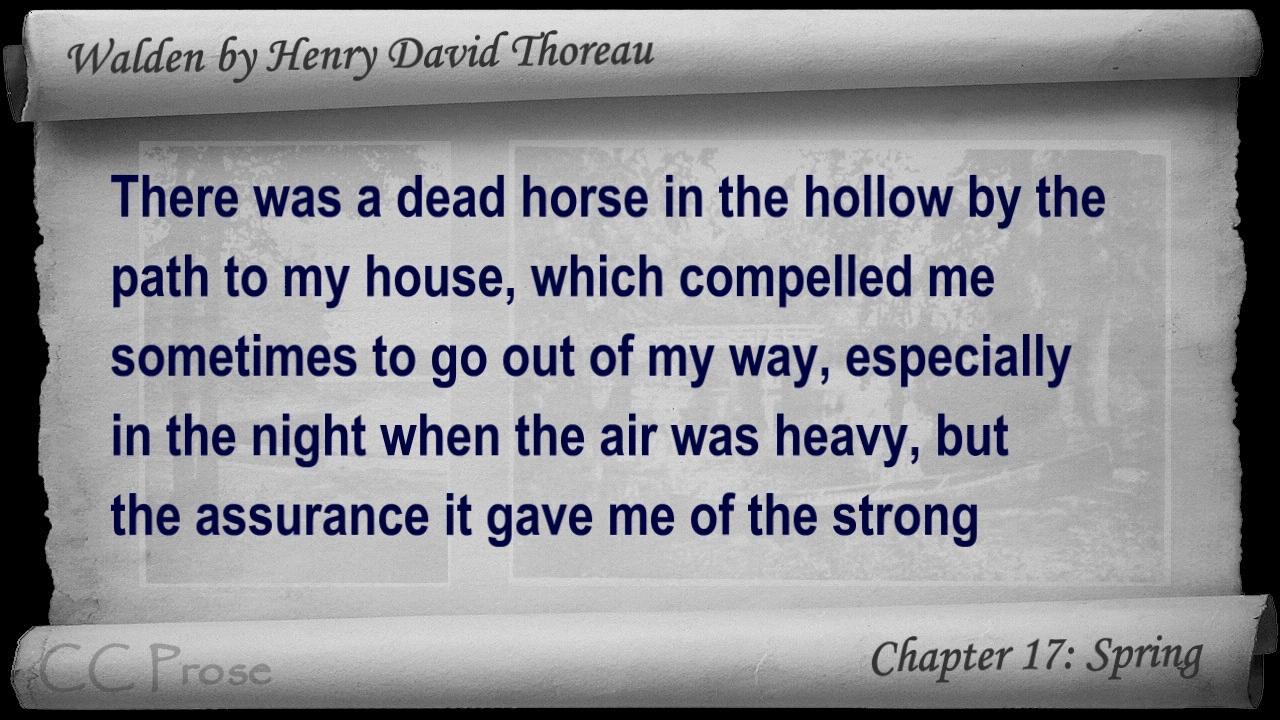 Walden by Henry David Thoreau
There was a dead horse in the hollow by the
path to my house, which compelled me
sometimes to go out of my way, especially
in the night when the air was heavy, but
the assurance it gave me of the strong
CC Prose
Chapter 17: Spring